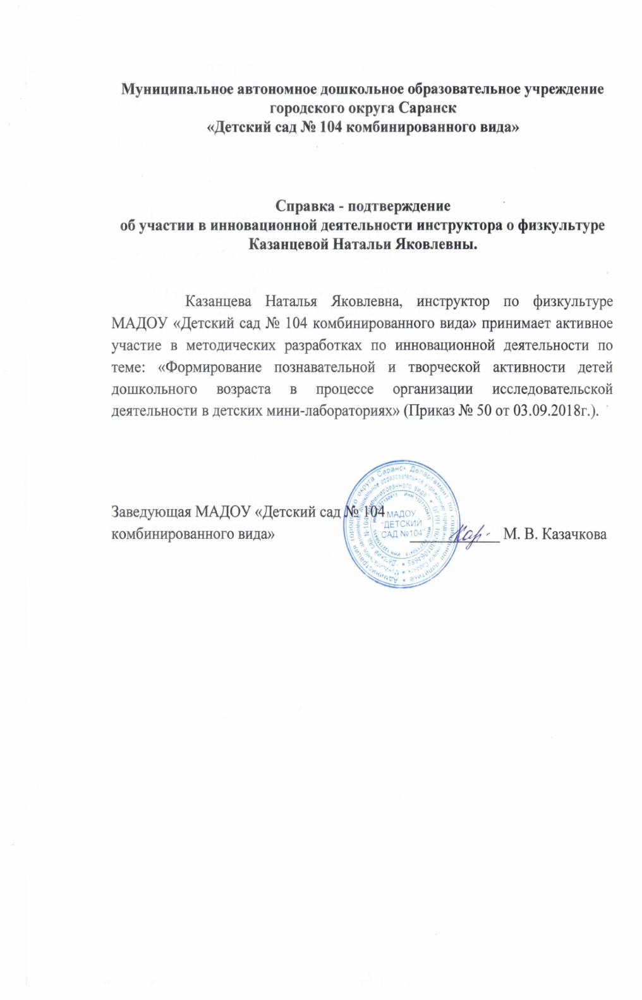 Муниципальное автономное дошкольное образовательное учреждение
городского округа Саранск
«Детский сад № 104 комбинированного вида»
Справка - подтверждение
об участии в инновационной деятельности инструктора о физкультуре
Казанцевой Натальи Яковлевны.
Казанцева Наталья Яковлевна, инструктор по физкультуре
МАДОУ «Детский сад № 104 комбинированного вида» принимает активное
участие в методических разработках по инновационной деятельности по
теме: «Формирование познавательной и творческой активности детей
дошкольного возраста в процессе организации исследовательской
деятельности в детских мини-лабораториях» (Приказ № 50 от 03.09.2018г.).
Заведующая МАДОУ «Детский сад № 104
комбинированного вида» М. В. Казачкова
МАДОУ
"ДЕТСКИЙ
САД №104"
Администрация городского округа Саранск Департамент по социальной политике